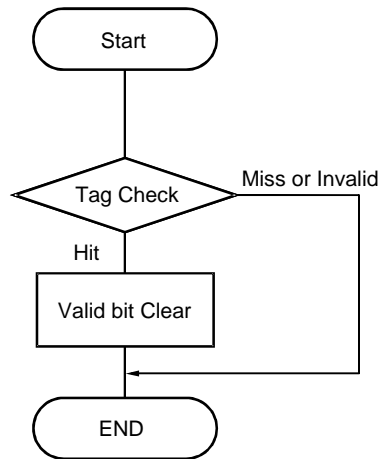 Start
Tag Check
Miss or Invalid
Hit
Valid bit Clear
END